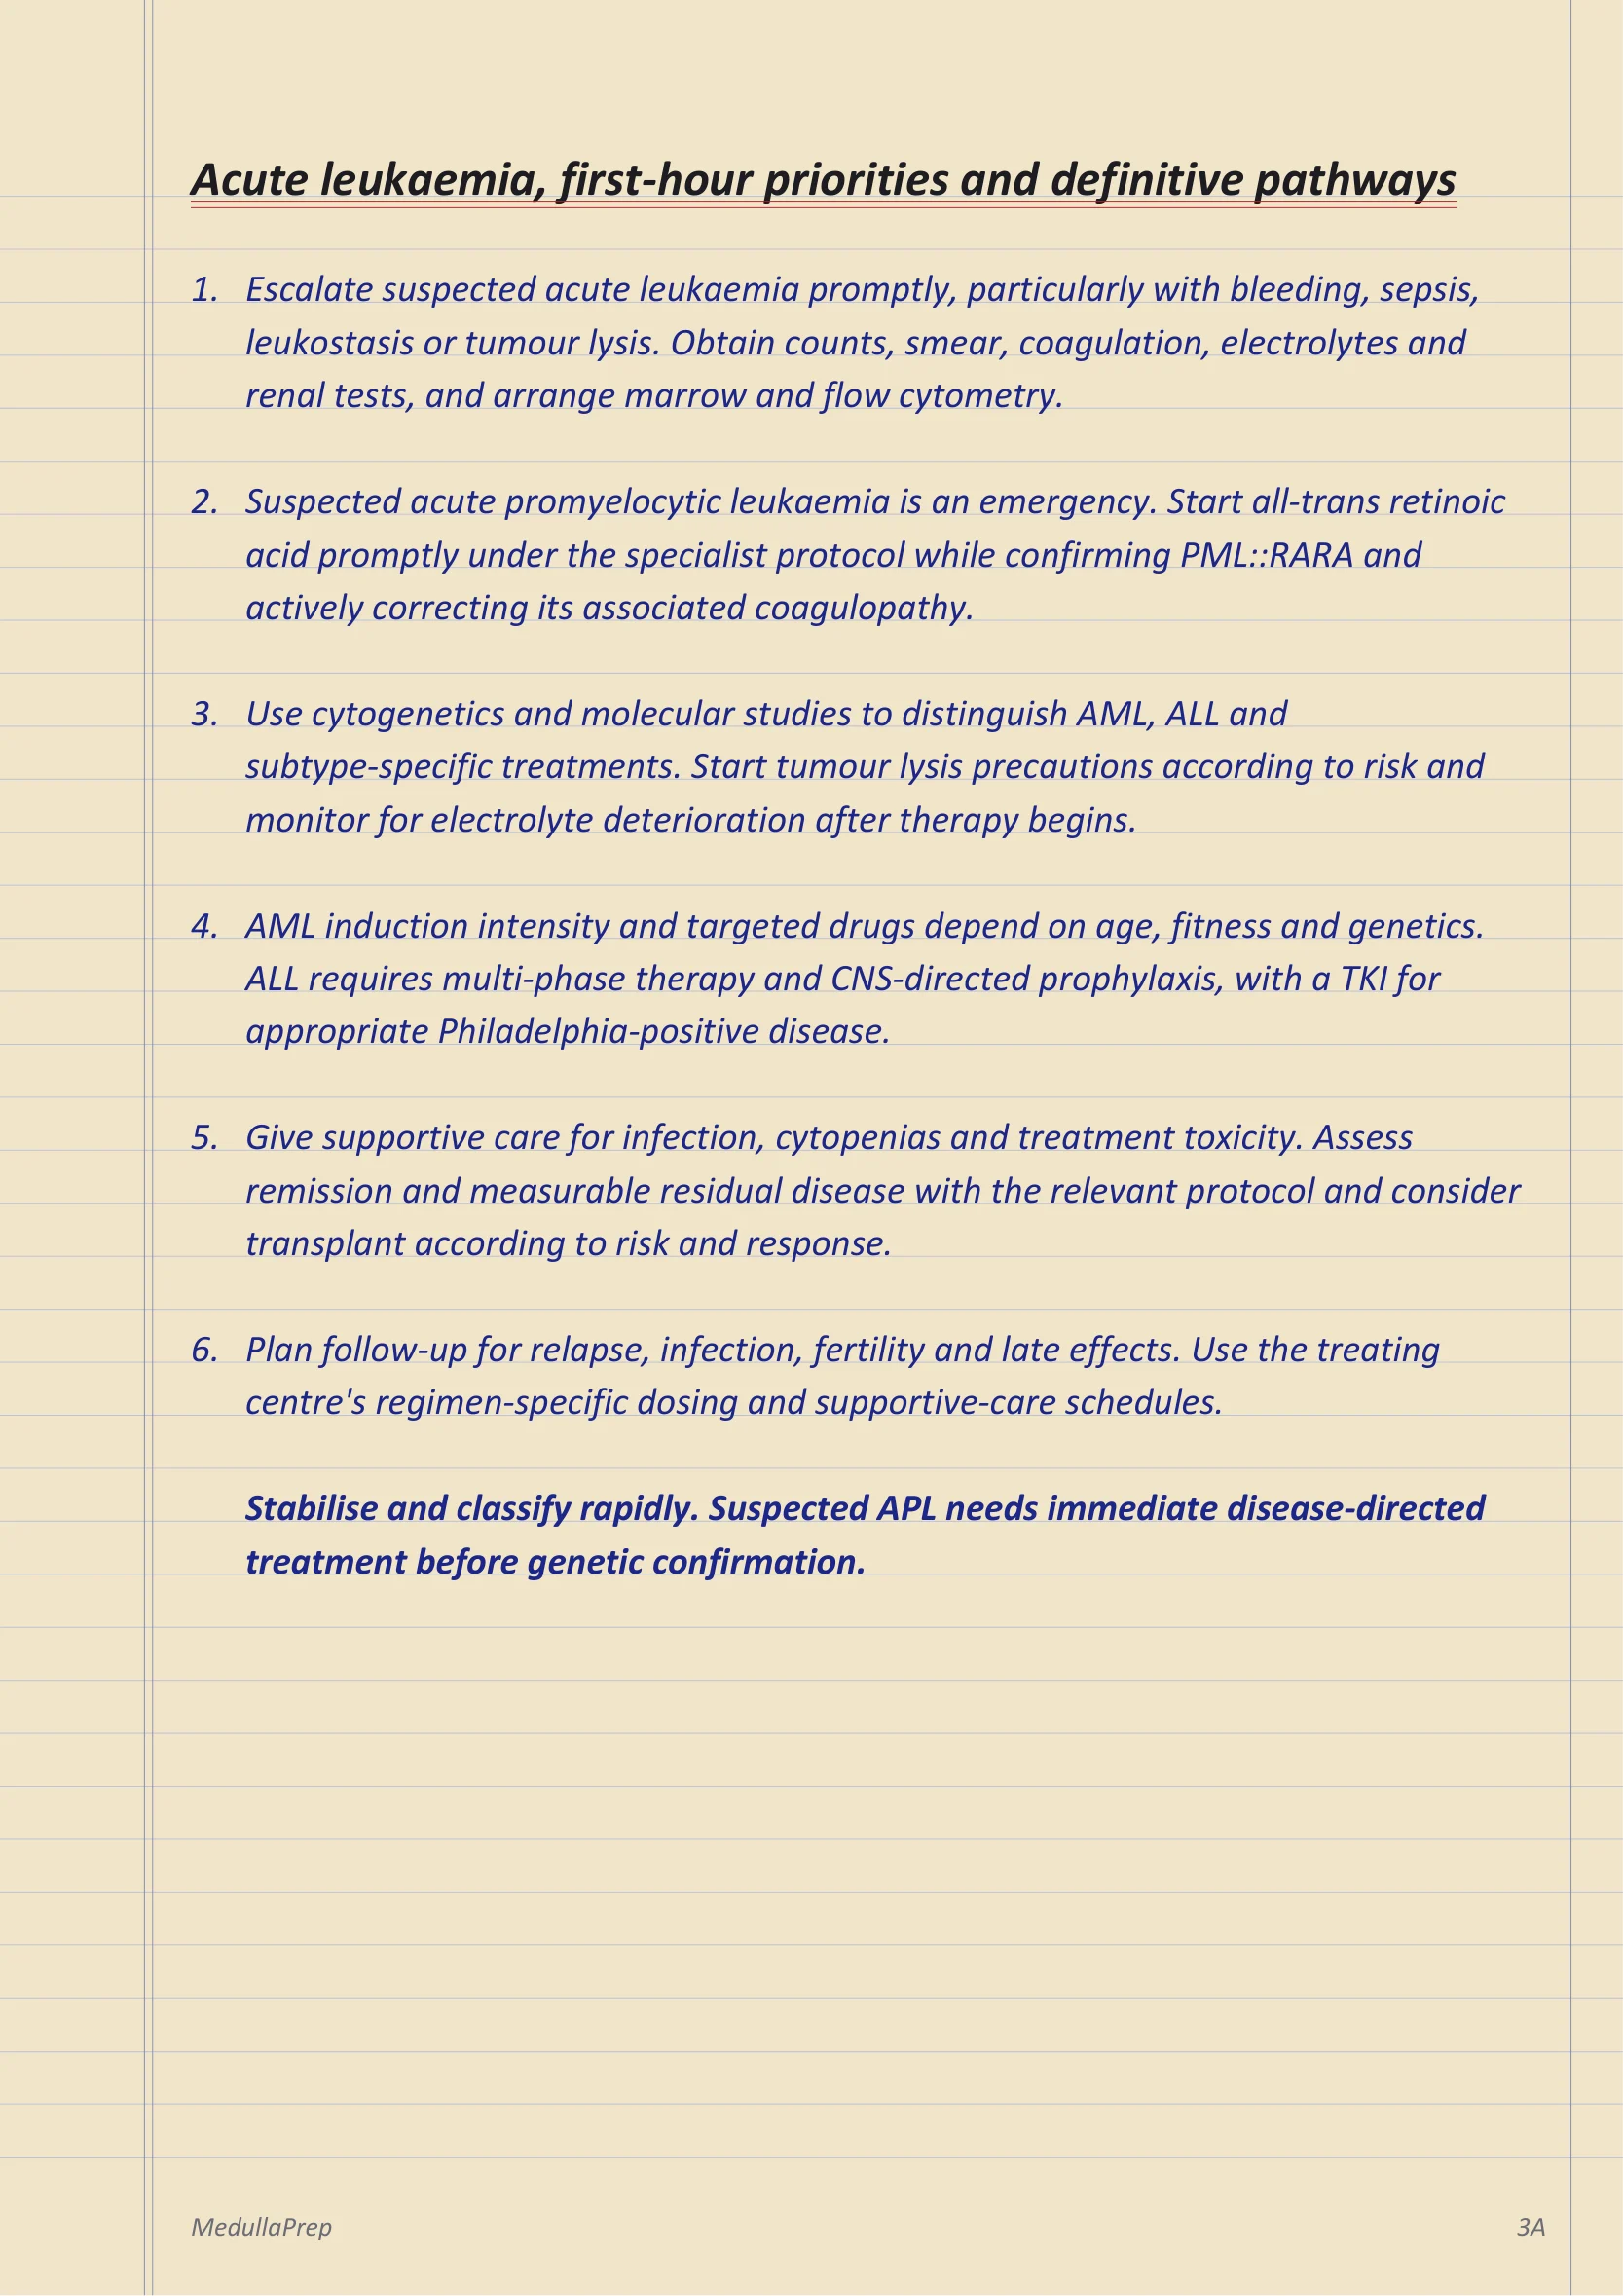 Acute leukaemia, first-hour priorities and definitive pathways
1. Escalate suspected acute leukaemia promptly, particularly with bleeding, sepsis,
leukostasis or tumour lysis. Obtain counts, smear, coagulation, electrolytes and
renal tests, and arrange marrow and flow cytometry.
2. Suspected acute promyelocytic leukaemia is an emergency. Start all-trans retinoic
acid promptly under the specialist protocol while confirming PML::RARA and
actively correcting its associated coagulopathy.
3. Use cytogenetics and molecular studies to distinguish AML, ALL and
subtype-specific treatments. Start tumour lysis precautions according to risk and
monitor for electrolyte deterioration after therapy begins.
4. AML induction intensity and targeted drugs depend on age, fitness and genetics.
ALL requires multi-phase therapy and CNS-directed prophylaxis, with a TKI for
appropriate Philadelphia-positive disease.
5. Give supportive care for infection, cytopenias and treatment toxicity. Assess
remission and measurable residual disease with the relevant protocol and consider
transplant according to risk and response.
6. Plan follow-up for relapse, infection, fertility and late effects. Use the treating
centre's regimen-specific dosing and supportive-care schedules.
Stabilise and classify rapidly. Suspected APL needs immediate disease-directed
treatment before genetic confirmation.
MedullaPrep
3A